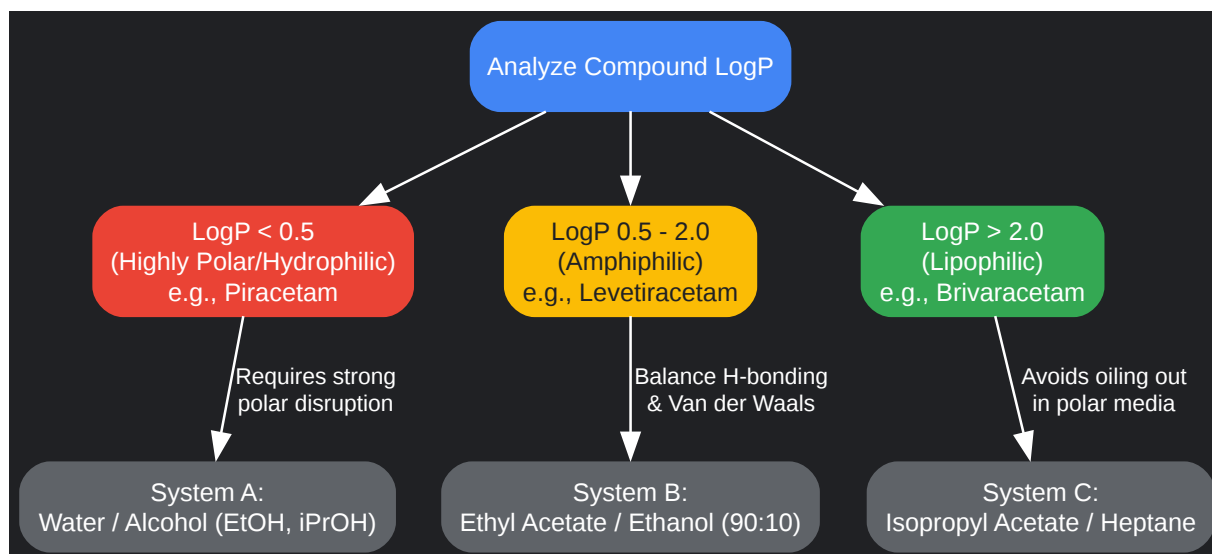 Analyze Compound LogP
LogP < 0.5
(Highly Polar/Hydrophilic)
e.g., Piracetam
LogP 0.5 - 2.0
(Amphiphilic)
e.g., Levetiracetam
LogP > 2.0
(Lipophilic)
e.g., Brivaracetam
Requires strong
polar disruption
Balance H-bonding
& Van der Waals
Avoids oiling out
in polar media
System A:
Water / Alcohol (EtOH, iPrOH)
System B:
Ethyl Acetate / Ethanol (90:10)
System C:
Isopropyl Acetate / Heptane